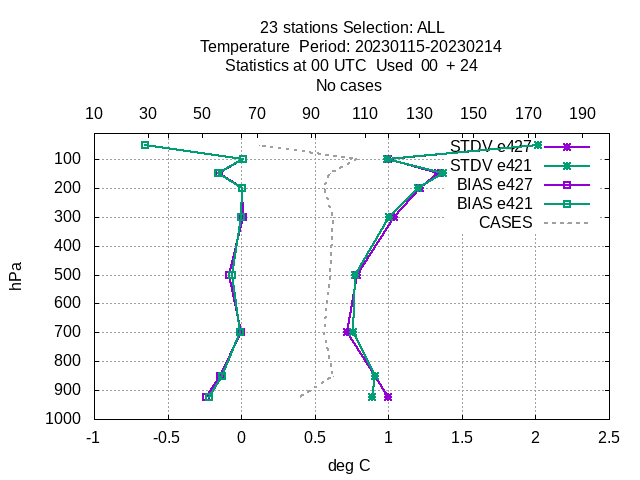 23 stations Selection: ALL
Temperature  Period: 20230115-20230214
Statistics at 00 UTC  Used  00  + 24
No cases
10 30 50 70 90 110 130 150 170 190
STDV e427
STDV e421
BIAS e427
BIAS e421
CASES
100
200
300
400
500
600
700
800
900
1000
hPa
-1 -0.5 0 0.5 1 1.5 2 2.5
deg C